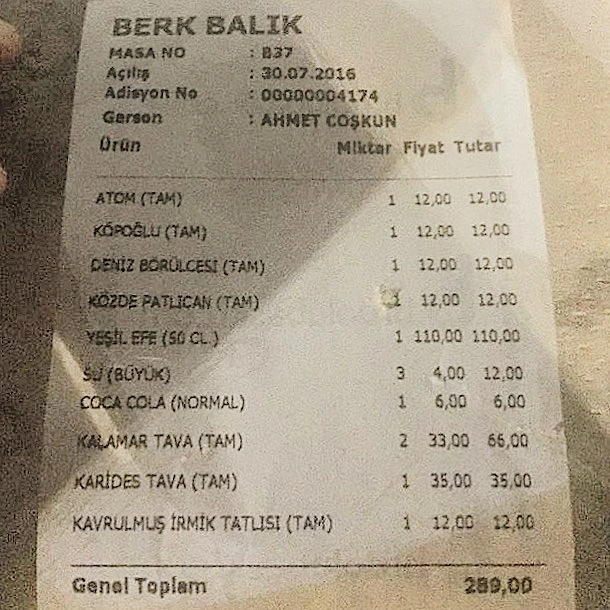 BERK BALIK
MASA NO : B37
Açılış : 30.07.2016
Adisyon No : 00000004174
Garson : AHMET COŞKUN
Ürün Miktar Fiyat Tutar
ATOM (TAM) 1 12,00 12,00
KÖPOĞLU (TAM) 1 12,00 12,00
DENİZ BÖRÜLCESİ (TAM) 1 12,00 12,00
KÖZDE PATLICAN (TAM) 1 12,00 12,00
YEŞİL EFE (50 CL.) 1 110,00 110,00
SU (BÜYÜK) 3 4,00 12,00
COCA COLA (NORMAL) 1 6,00 6,00
KALAMAR TAVA (TAM) 2 33,00 66,00
KARİDES TAVA (TAM) 1 35,00 35,00
KAVRULMUŞ İRMİK TATLISI (TAM) 1 12,00 12,00
Genel Toplam 289,00